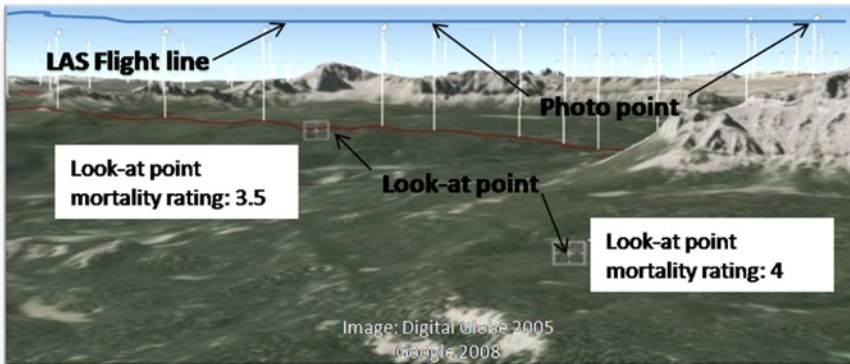 LAS Flight line
Photo point
Look-at point
mortality rating: 3.5
Look-at point
Look-at point
mortality rating: 4
Image: Digital Globe 2005
Google 2008